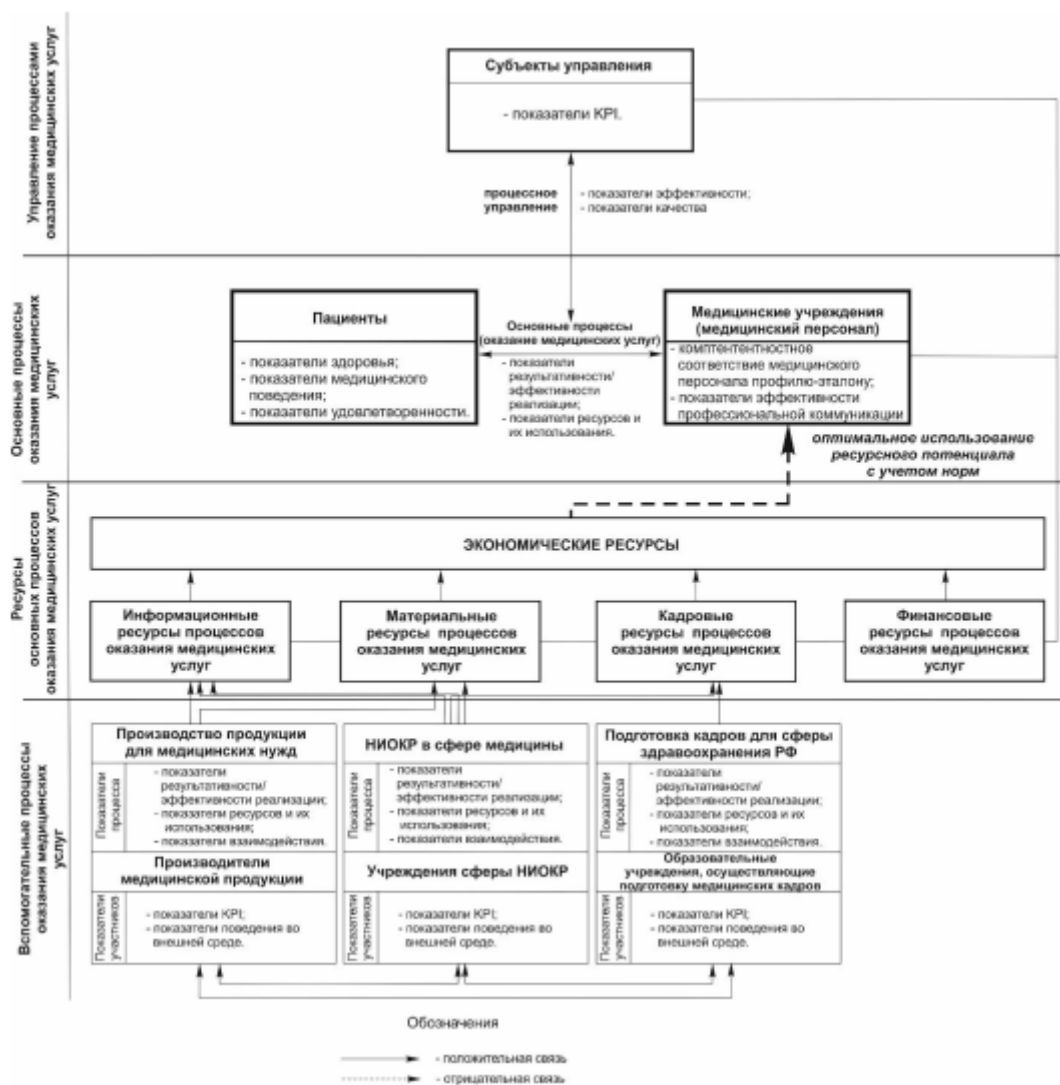 Управление процессами
оказания медицинских услуг
Субъекты управления
- показатели KPI.
процессное
управление
- показатели эффективности;
- показатели качества
Основные процессы
оказания медицинских
услуг
Пациенты
- показатели здоровья;
- показатели медицинского
поведения;
- показатели удовлетворенности.
Основные процессы
(оказание медицинских услуг)
- показатели
результативности/
эффективности
реализации;
- показатели ресурсов и
их использования.
Медицинские учреждения
(медицинский персонал)
- комптентентностное
соответствие медицинского
персонала профилю-эталону;
- показатели эффективности
профессиональной коммуникации
оптимальное использование
ресурсного потенциала
с учетом норм
Ресурсы
основных процессов
оказания медицинских услуг
ЭКОНОМИЧЕСКИЕ РЕСУРСЫ
Информационные
ресурсы процессов
оказания медицинских
услуг
Материальные
ресурсы процессов
оказания медицинских
услуг
Кадровые
ресурсы процессов
оказания медицинских
услуг
Финансовые
ресурсы процессов
оказания медицинских
услуг
Вспомогательные процессы
оказания медицинских
услуг
Производство продукции
для медицинских нужд
Показатели
процесса
- показатели
результативности/
эффективности реализации;
- показатели ресурсов и их
использования;
- показатели взаимодействия.
Производители
медицинской продукции
Показатели
участников
- показатели KPI;
- показатели поведения во
внешней среде.
НИОКР в сфере медицины
Показатели
процесса
- показатели
результативности/
эффективности реализации;
- показатели ресурсов и их
использования;
- показатели взаимодействия.
Учреждения сферы НИОКР
Показатели
участников
- показатели KPI;
- показатели поведения во
внешней среде.
Подготовка кадров для сферы
здравоохранения РФ
Показатели
процесса
- показатели
результативности/
эффективности реализации;
- показатели ресурсов и их
использования;
- показатели взаимодействия.
Образовательные
учреждения, осуществляющие
подготовку медицинских кадров
Показатели
участников
- показатели KPI;
- показатели поведения во
внешней среде.
Обозначения
- положительная связь
- отрицательная связь